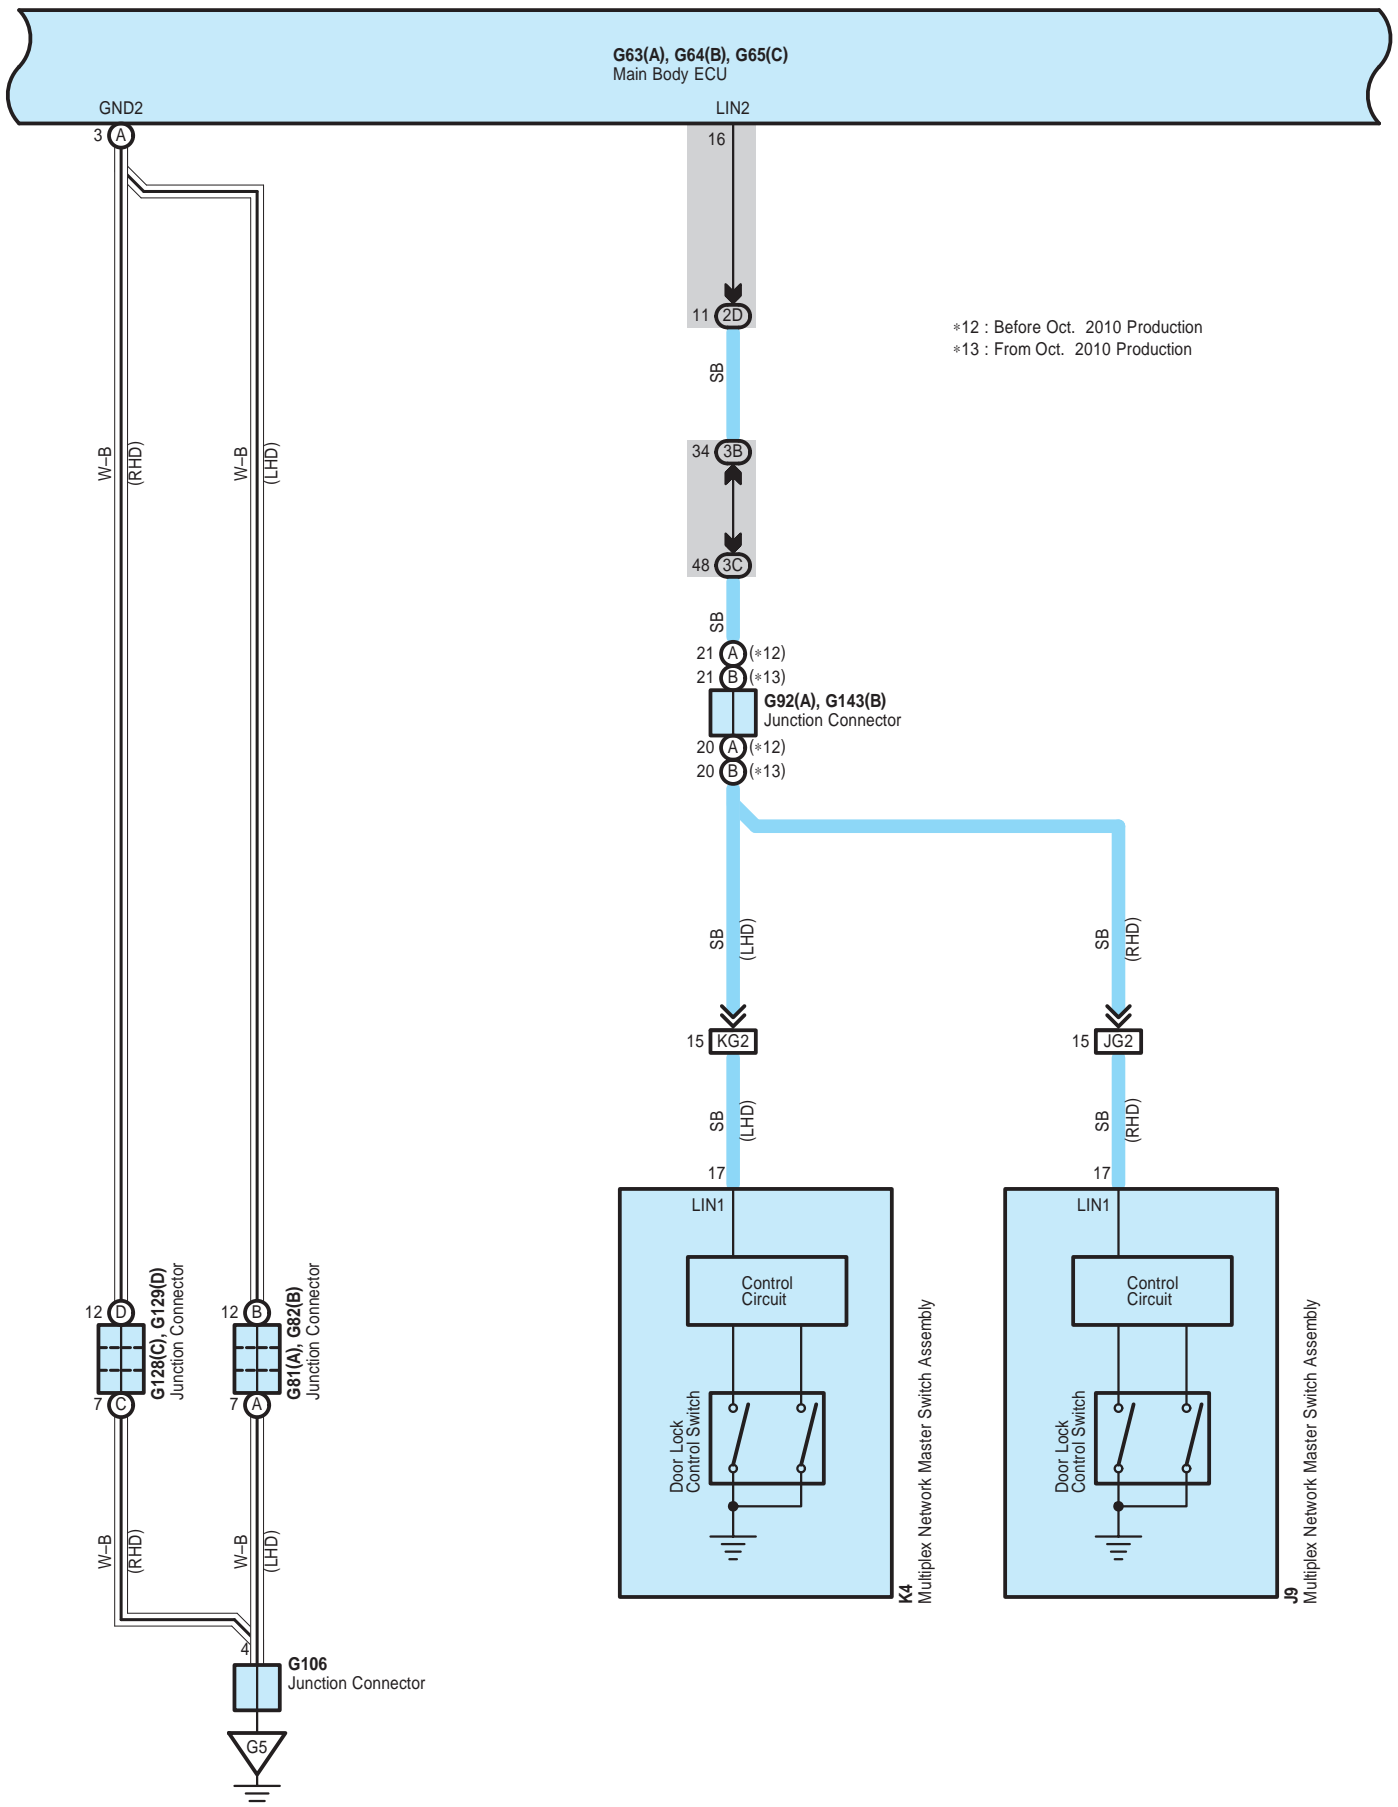 G63(A), G64(B), G65(C)
Main Body ECU
GND2
LIN2
3 A
16
11 2D
∗12 : Before Oct. 2010 Production
∗13 : From Oct. 2010 Production
SB
W–B
(RHD)
W–B
(LHD)
34 3B
48 3C
SB
21 A (∗12)
21 B (∗13)
G92(A), G143(B)
Junction Connector
20 A (∗12)
20 B (∗13)
SB
(LHD)
SB
(RHD)
15 KG2
15 JG2
SB
(LHD)
SB
(RHD)
17
17
LIN1
LIN1
Control
Circuit
Control
Circuit
12 D
G128(C), G129(D)
Junction Connector
7 C
12 B
G81(A), G82(B)
Junction Connector
7 A
Door Lock
Control Switch
K4
Multiplex Network Master Switch Assembly
Door Lock
Control Switch
J9
Multiplex Network Master Switch Assembly
W–B
(RHD)
W–B
(LHD)
4
G106
Junction Connector
G5